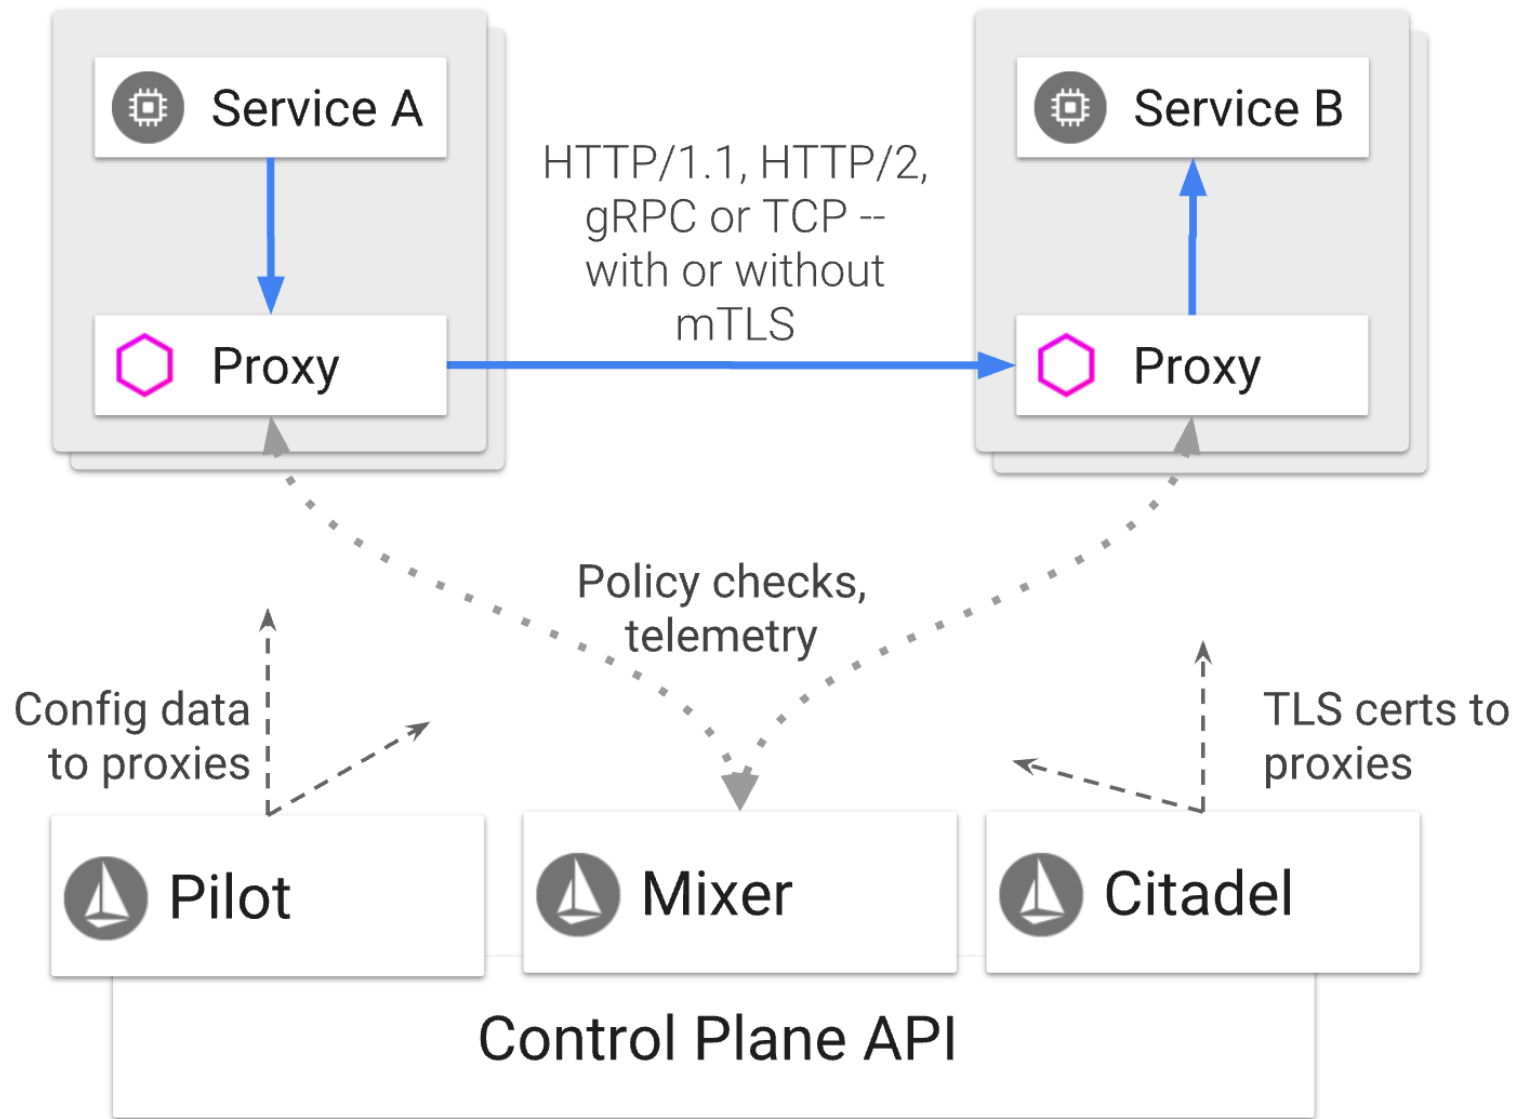 Service A
Service B
HTTP/1.1, HTTP/2,
gRPC or TCP --
with or without
mTLS
Proxy
Proxy
Policy checks,
telemetry
Config data
to proxies
TLS certs to
proxies
Pilot
Mixer
Citadel
Control Plane API